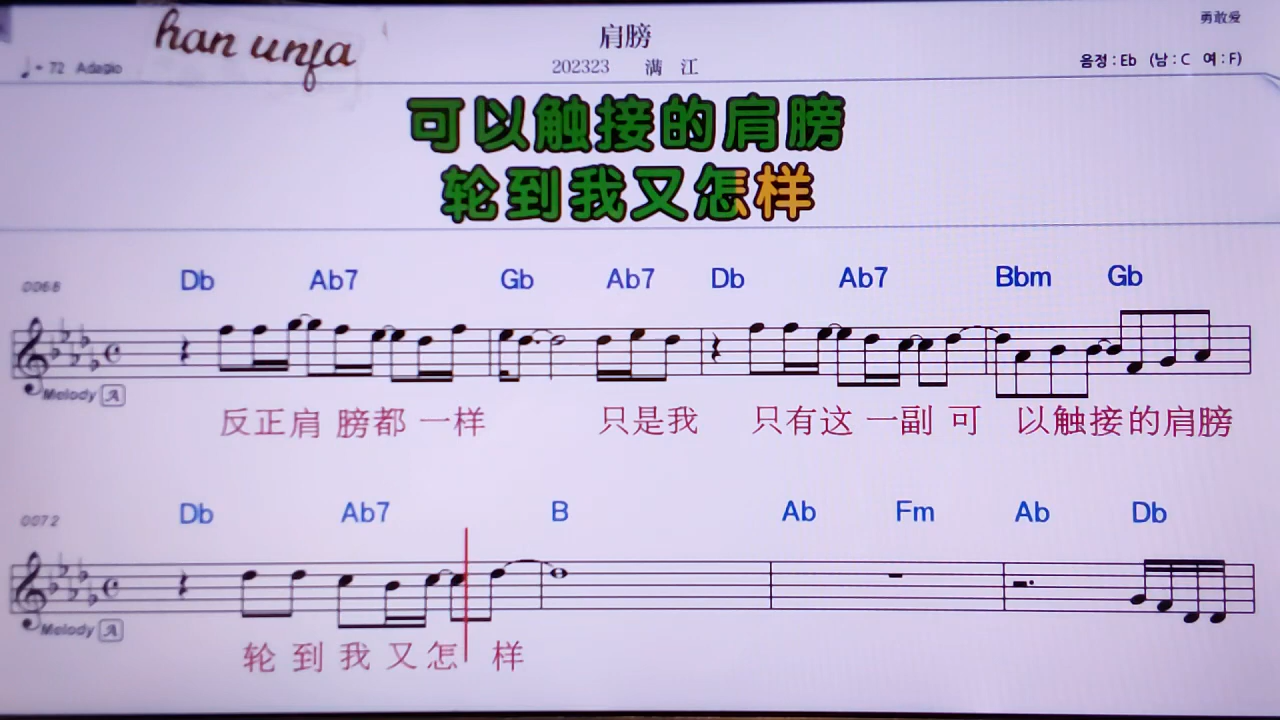 han unfa
肩膀
勇敢爱
♩= 72 Adagio
202323 满 江
음정 : Eb (남 : C 여 : F)
可以触接的肩膀
轮到我又怎样
0068
Db Ab7 Gb Ab7 Db Ab7 Bbm Gb
Melody A
反正肩膀都一样 只是我 只有这一副可 以触接的肩膀
0072
Db Ab7 B Ab Fm Ab Db
Melody A
轮到我又怎 样